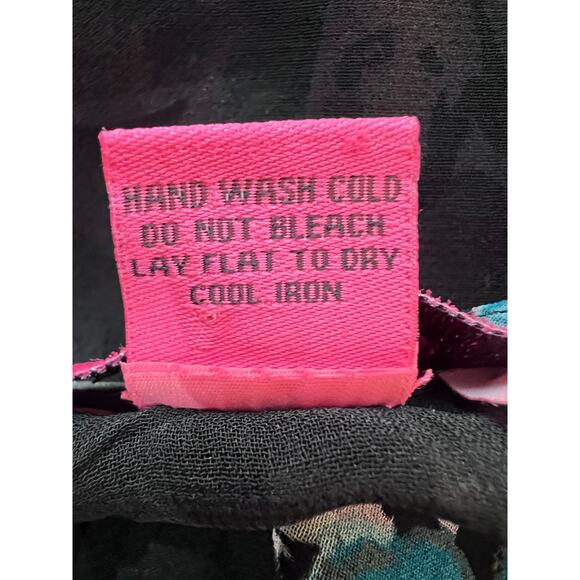 HAND WASH COLD
DO NOT BLEACH
LAY FLAT TO DRY
COOL IRON